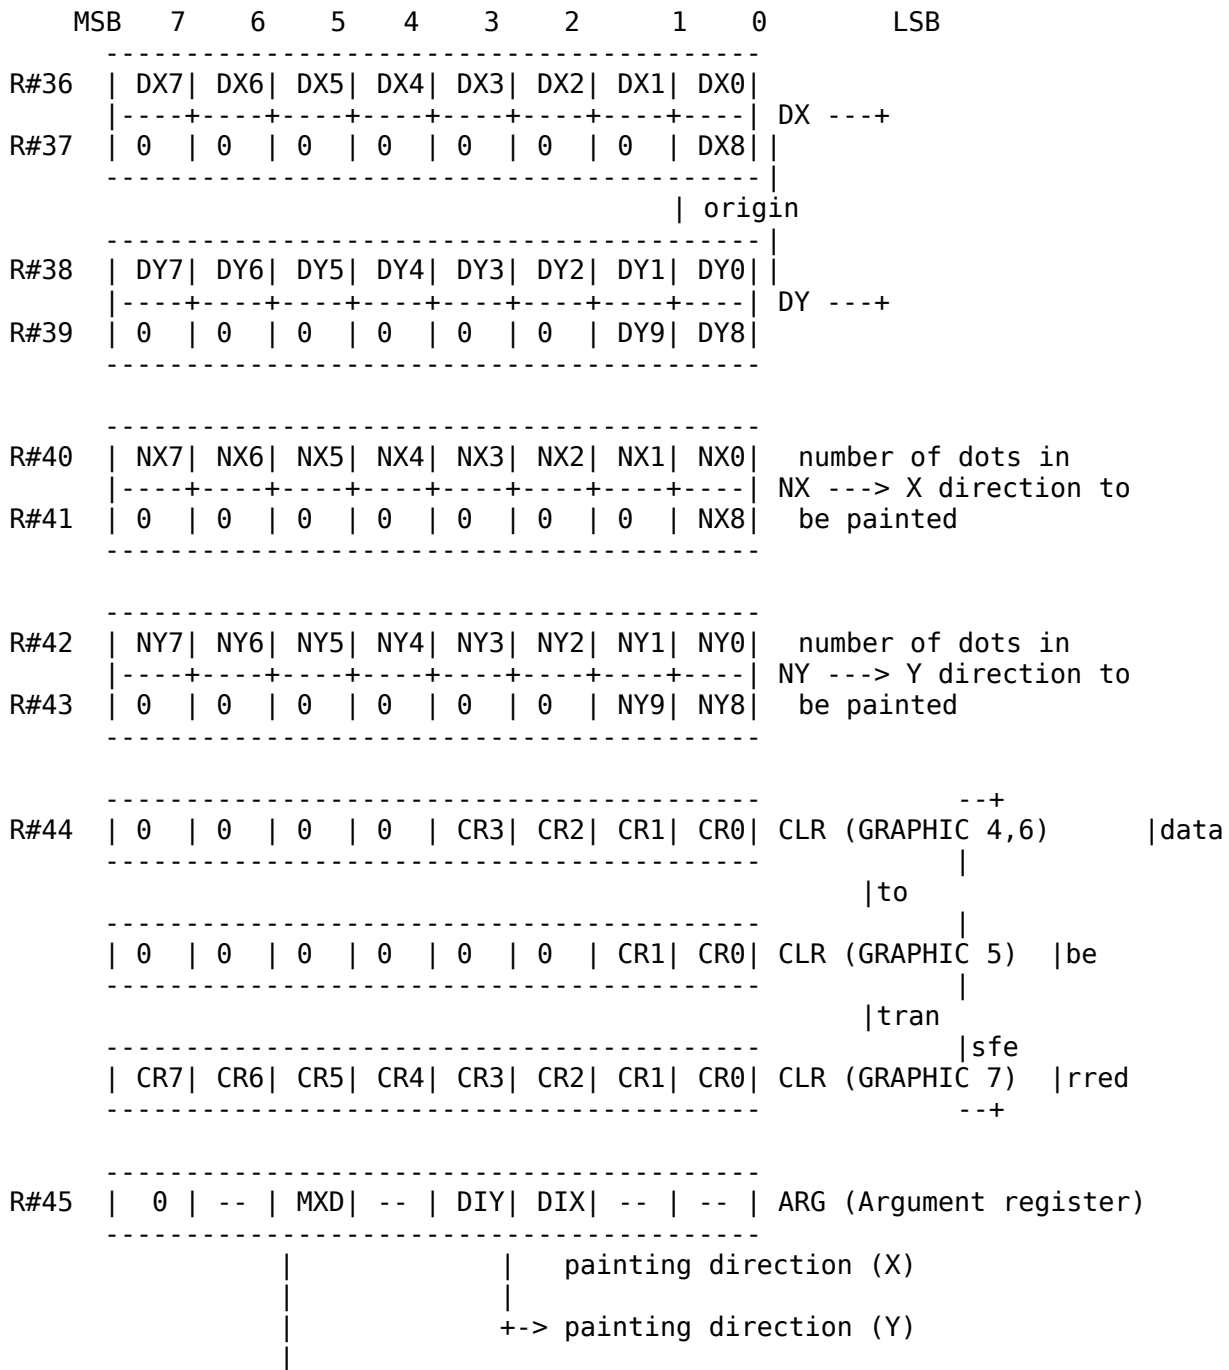 MSB   7    6    5    4    3    2      1    0        LSB
      -----------------------------------------
R#36  | DX7| DX6| DX5| DX4| DX3| DX2| DX1| DX0|
      |----+----+----+----+----+----+----+----| DX ---+
R#37  | 0  | 0  | 0  | 0  | 0  | 0  | 0  | DX8||
      -----------------------------------------|
                                         | origin
      -----------------------------------------|
R#38  | DY7| DY6| DY5| DY4| DY3| DY2| DY1| DY0||
      |----+----+----+----+----+----+----+----| DY ---+
R#39  | 0  | 0  | 0  | 0  | 0  | 0  | DY9| DY8|
      -----------------------------------------

      -----------------------------------------
R#40  | NX7| NX6| NX5| NX4| NX3| NX2| NX1| NX0|  number of dots in
      |----+----+----+----+----+----+----+----| NX ---> X direction to
R#41  | 0  | 0  | 0  | 0  | 0  | 0  | 0  | NX8|  be painted
      -----------------------------------------

      -----------------------------------------
R#42  | NY7| NY6| NY5| NY4| NY3| NY2| NY1| NY0|  number of dots in
      |----+----+----+----+----+----+----+----| NY ---> Y direction to
R#43  | 0  | 0  | 0  | 0  | 0  | 0  | NY9| NY8|  be painted
      -----------------------------------------

      -----------------------------------------            --+
R#44  | 0  | 0  | 0  | 0  | CR3| CR2| CR1| CR0| CLR (GRAPHIC 4,6)      |data
      -----------------------------------------            |
                                                     |to
      -----------------------------------------            |
      | 0  | 0  | 0  | 0  | 0  | 0  | CR1| CR0| CLR (GRAPHIC 5)  |be
      -----------------------------------------            |
                                                     |tran
      -----------------------------------------            |sfe
      | CR7| CR6| CR5| CR4| CR3| CR2| CR1| CR0| CLR (GRAPHIC 7)  |rred
      -----------------------------------------            --+

      -----------------------------------------
R#45  |  0 | -- | MXD| -- | DIY| DIX| -- | -- | ARG (Argument register)
      -----------------------------------------
                 |             |   painting direction (X)
                 |             |
                 |             +-> painting direction (Y)
                 |